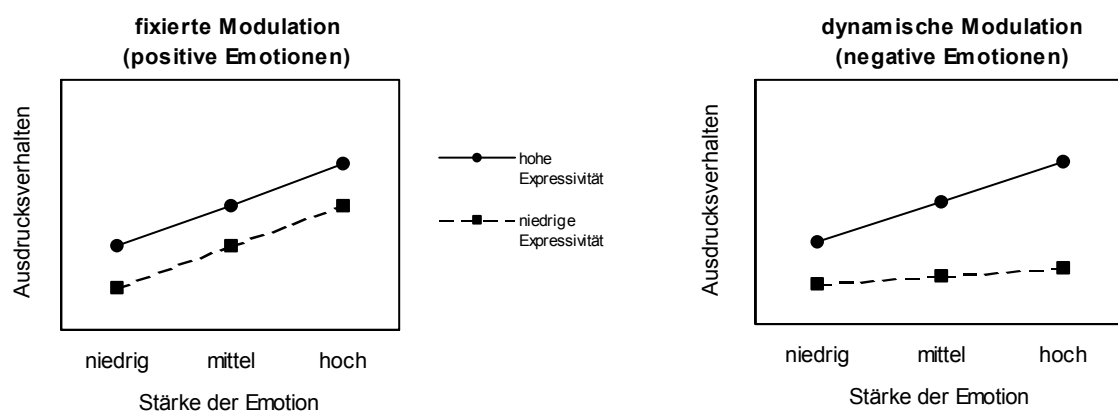 fixierte Modulation
(positive Emotionen)
Ausdrucksverhalten
niedrig mittel hoch
Stärke der Emotion
hohe
Expressivität
niedrige
Expressivität
dynamische Modulation
(negative Emotionen)
Ausdrucksverhalten
niedrig mittel hoch
Stärke der Emotion